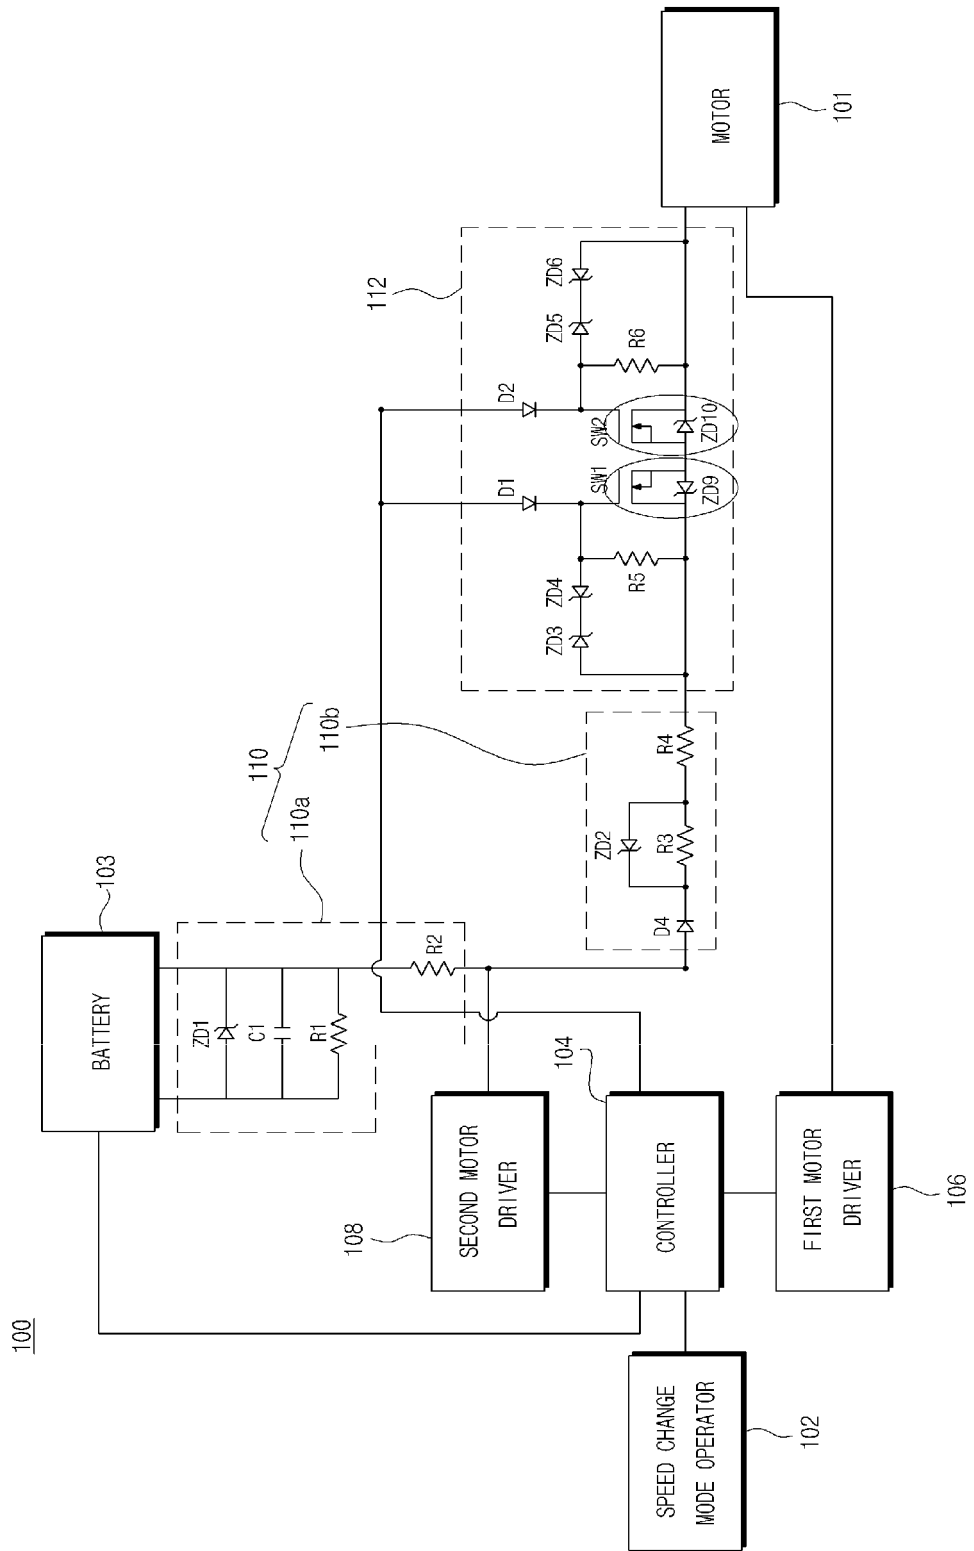 100
BATTERY
103
110
110a
110b
112
ZD1
C1
R1
R2
D1
D2
ZD3
ZD4
ZD5
ZD6
R5
R6
SW1
SW2
ZD9
ZD10
ZD2
D4
R3
R4
MOTOR
101
SECOND MOTOR
DRIVER
108
CONTROLLER
104
FIRST MOTOR
DRIVER
106
SPEED CHANGE
MODE OPERATOR
102